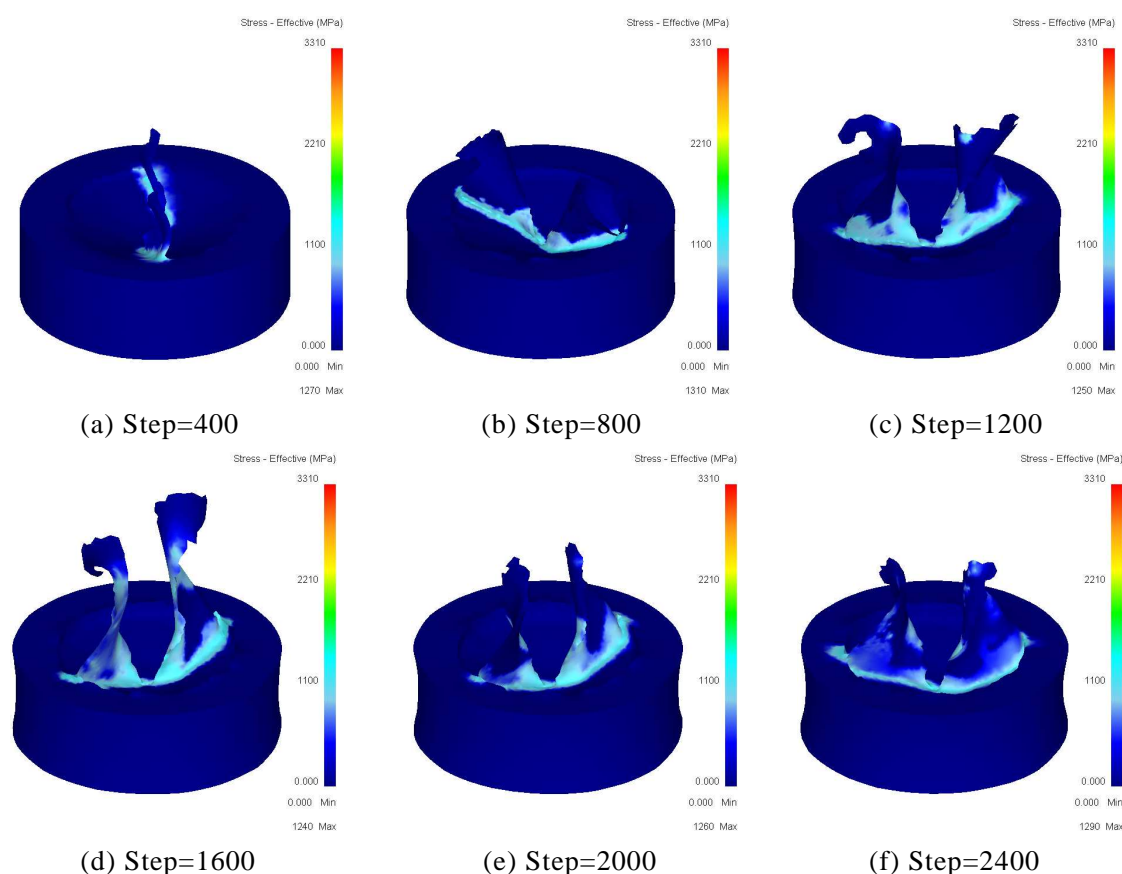 Stress - Effective (MPa)
3310
2210
1100
0.000
0.000 Min
1270 Max
(a) Step=400
Stress - Effective (MPa)
3310
2210
1100
0.000
0.000 Min
1310 Max
(b) Step=800
Stress - Effective (MPa)
3310
2210
1100
0.000
0.000 Min
1250 Max
(c) Step=1200
Stress - Effective (MPa)
3310
2210
1100
0.000
0.000 Min
1240 Max
(d) Step=1600
Stress - Effective (MPa)
3310
2210
1100
0.000
0.000 Min
1260 Max
(e) Step=2000
Stress - Effective (MPa)
3310
2210
1100
0.000
0.000 Min
1290 Max
(f) Step=2400